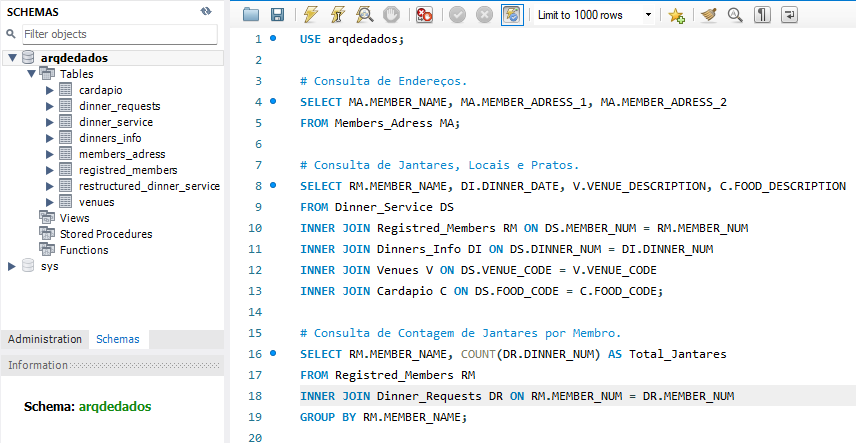 SCHEMAS
Filter objects
arqdedados
Tables
cardapio
dinner_requests
dinner_service
dinners_info
members_adress
registred_members
restructured_dinner_service
venues
Views
Stored Procedures
Functions
sys
Administration Schemas
Information
Schema: arqdedados
Limit to 1000 rows
1 USE arqdedados;
2
3 # Consulta de Endereços.
4 SELECT MA.MEMBER_NAME, MA.MEMBER_ADRESS_1, MA.MEMBER_ADRESS_2
5 FROM Members_Adress MA;
6
7 # Consulta de Jantares, Locais e Pratos.
8 SELECT RM.MEMBER_NAME, DI.DINNER_DATE, V.VENUE_DESCRIPTION, C.FOOD_DESCRIPTION
9 FROM Dinner_Service DS
10 INNER JOIN Registred_Members RM ON DS.MEMBER_NUM = RM.MEMBER_NUM
11 INNER JOIN Dinners_Info DI ON DS.DINNER_NUM = DI.DINNER_NUM
12 INNER JOIN Venues V ON DS.VENUE_CODE = V.VENUE_CODE
13 INNER JOIN Cardapio C ON DS.FOOD_CODE = C.FOOD_CODE;
14
15 # Consulta de Contagem de Jantares por Membro.
16 SELECT RM.MEMBER_NAME, COUNT(DR.DINNER_NUM) AS Total_Jantares
17 FROM Registred_Members RM
18 INNER JOIN Dinner_Requests DR ON RM.MEMBER_NUM = DR.MEMBER_NUM
19 GROUP BY RM.MEMBER_NAME;
20